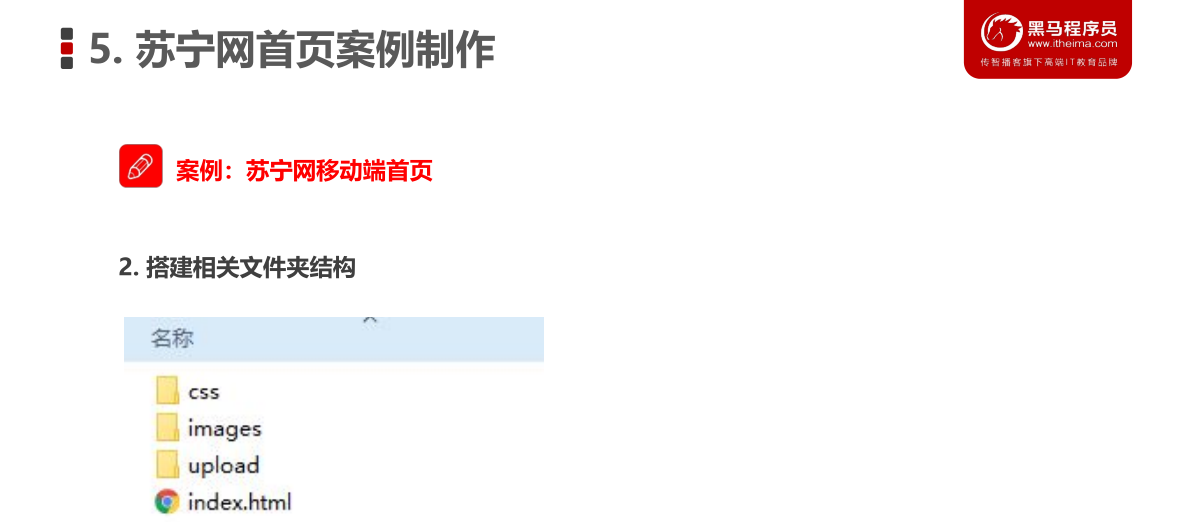 5. 苏宁网首页案例制作
黑马程序员
www.itheima.com
传智播客旗下高端IT教育品牌
案例：苏宁网移动端首页
2. 搭建相关文件夹结构
名称
css
images
upload
index.html